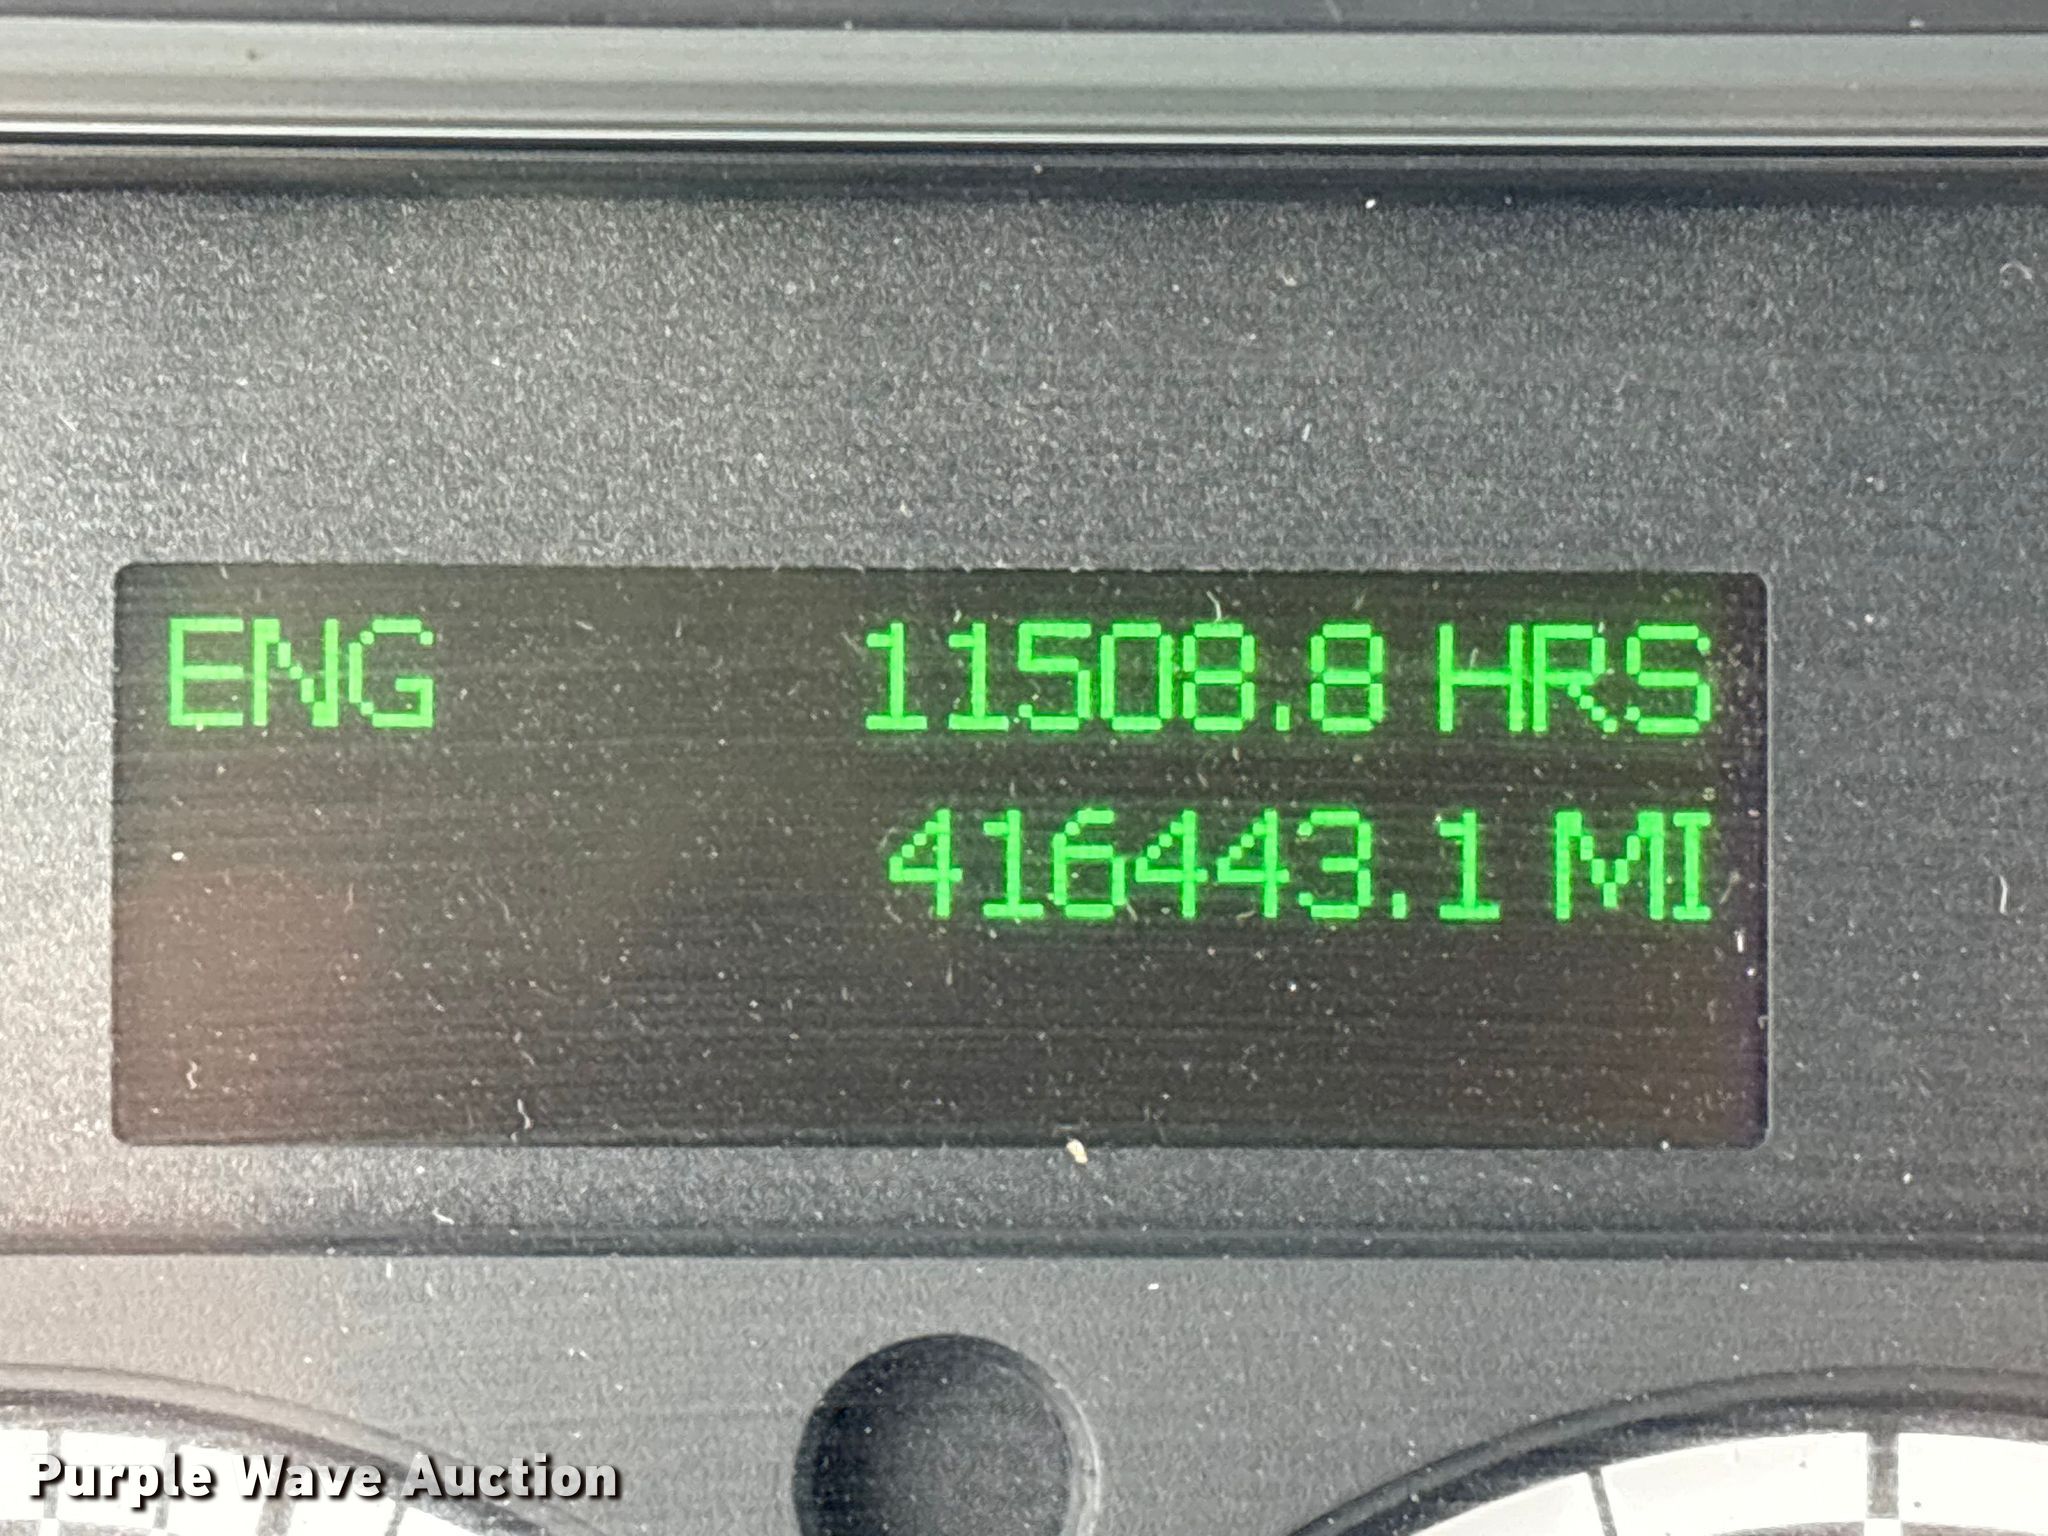 ENG 11508.8 HRS
416443.1 MI
Purple Wave Auction